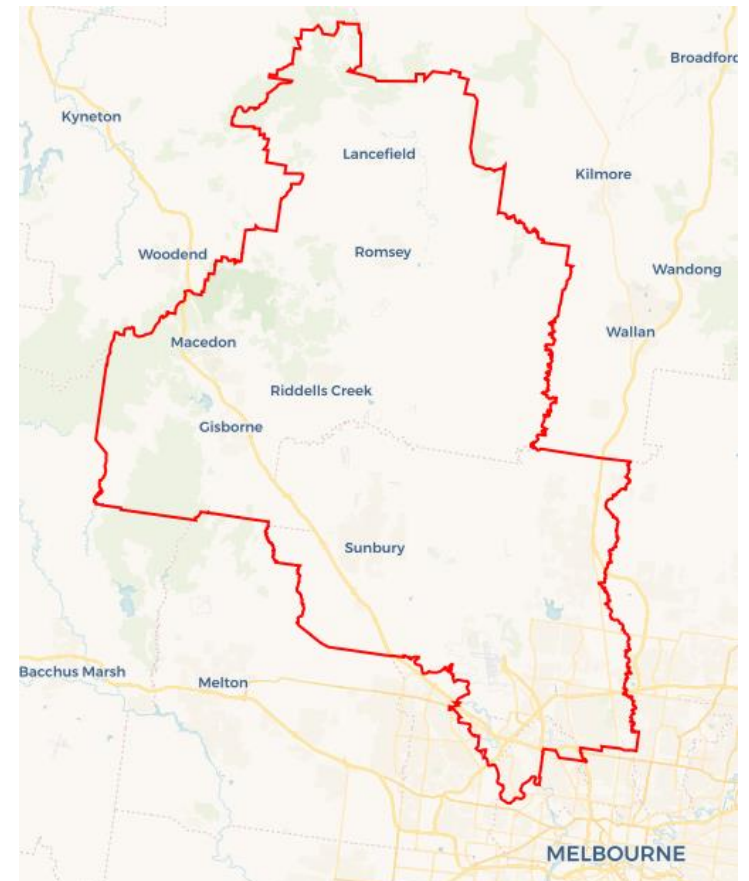 Broadford
Kyneton
Lancefield
Kilmore
Woodend
Romsey
Wandong
Wallan
Macedon
Riddells Creek
Gisborne
Sunbury
Bacchus Marsh
Melton
MELBOURNE